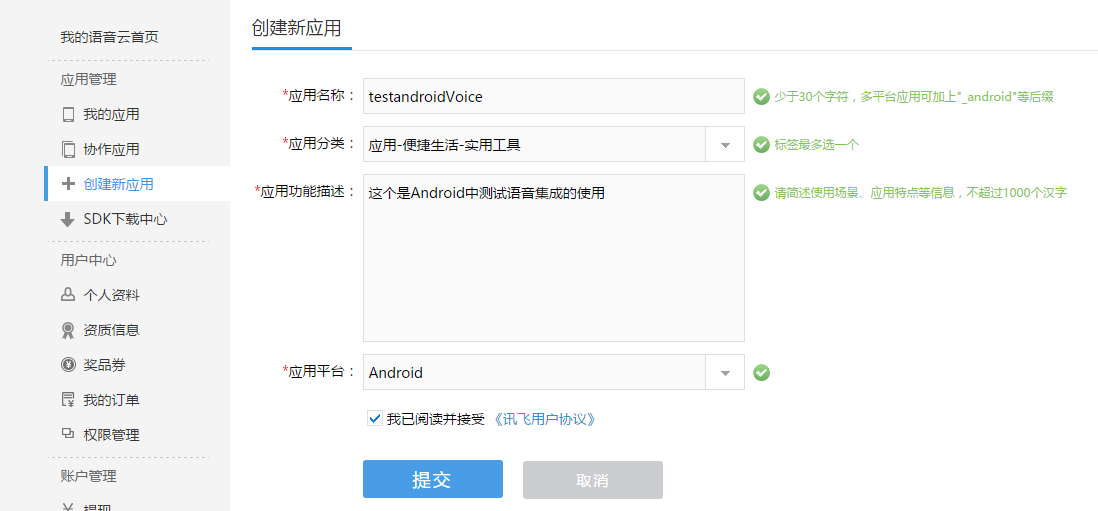 我的语音云首页
应用管理
我的应用
协作应用
创建新应用
SDK下载中心
用户中心
个人资料
资质信息
奖品券
我的订单
权限管理
账户管理
提现
创建新应用
*应用名称： testandroidVoice 少于30个字符，多平台应用可加上"_android"等后缀
*应用分类： 应用-便捷生活-实用工具 标签最多选一个
*应用功能描述： 这个是Android中测试语音集成的使用 请简述使用场景、应用特点等信息，不超过1000个汉字
*应用平台： Android
我已阅读并接受 《讯飞用户协议》
提交 取消